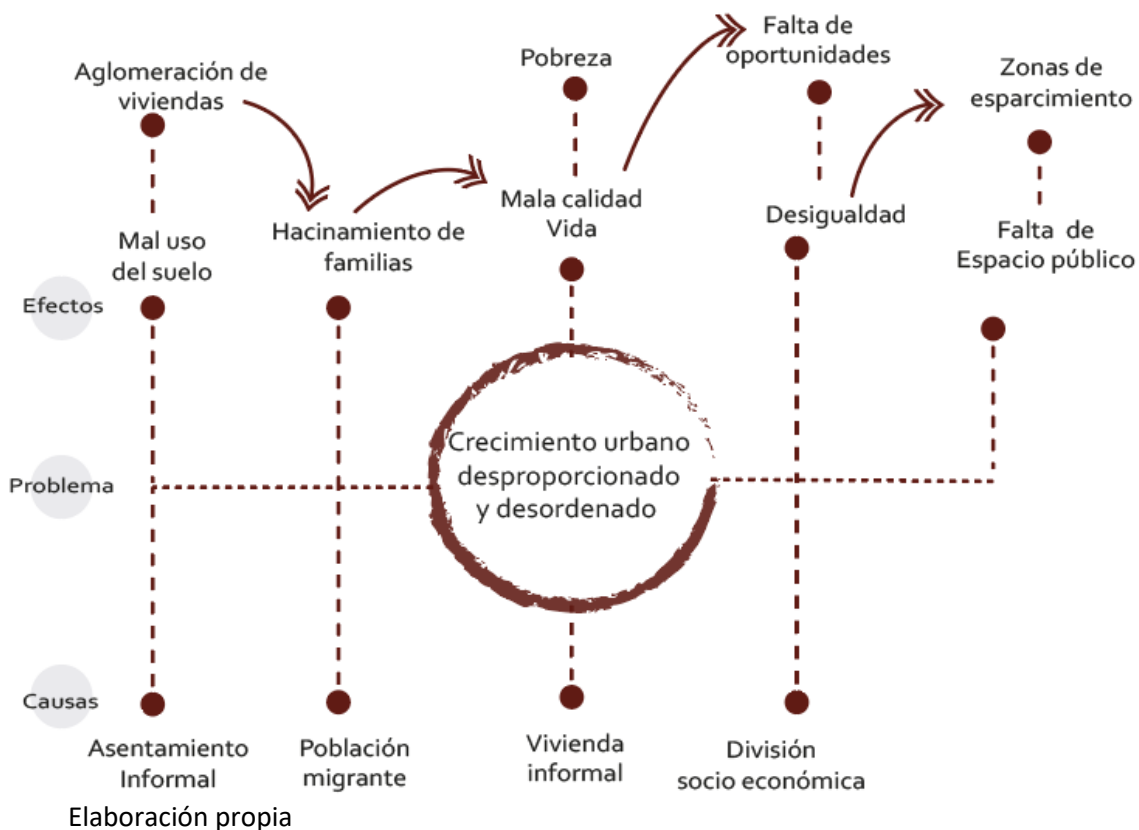 Falta de
oportunidades
Pobreza
Aglomeración de
viviendas
Zonas de
esparcimiento
Mala calidad
Vida
Desigualdad
Mal uso
del suelo
Hacinamiento de
familias
Falta de
Espacio público
Efectos
Crecimiento urbano
desproporcionado
y desordenado
Problema
Causas
Asentamiento
Informal
Población
migrante
Vivienda
informal
División
socio económica
Elaboración propia